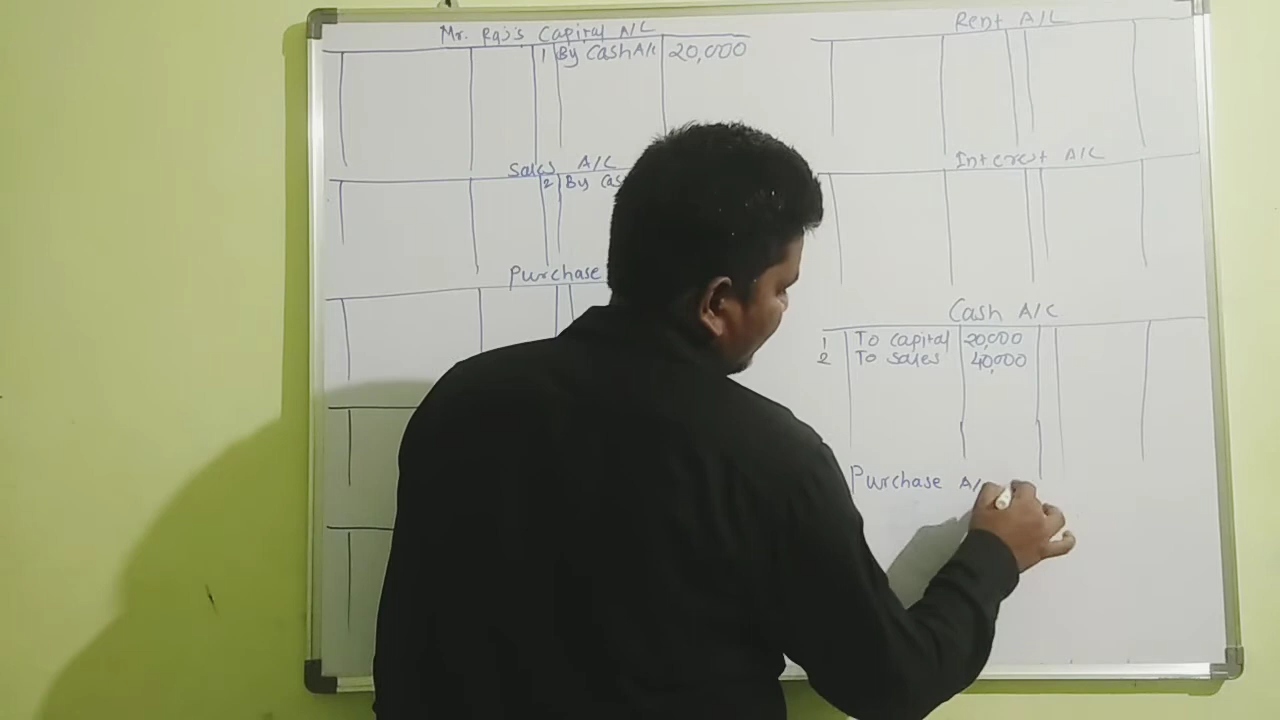 Mr. Raj's Capital A/C
1 By Cash A/C 20,000
Sales A/C
2 By Cas
Purchase
Rent A/C
Interest A/C
Cash A/C
1 To Capital 20,000
2 To Sales 40,000
Purchase A/